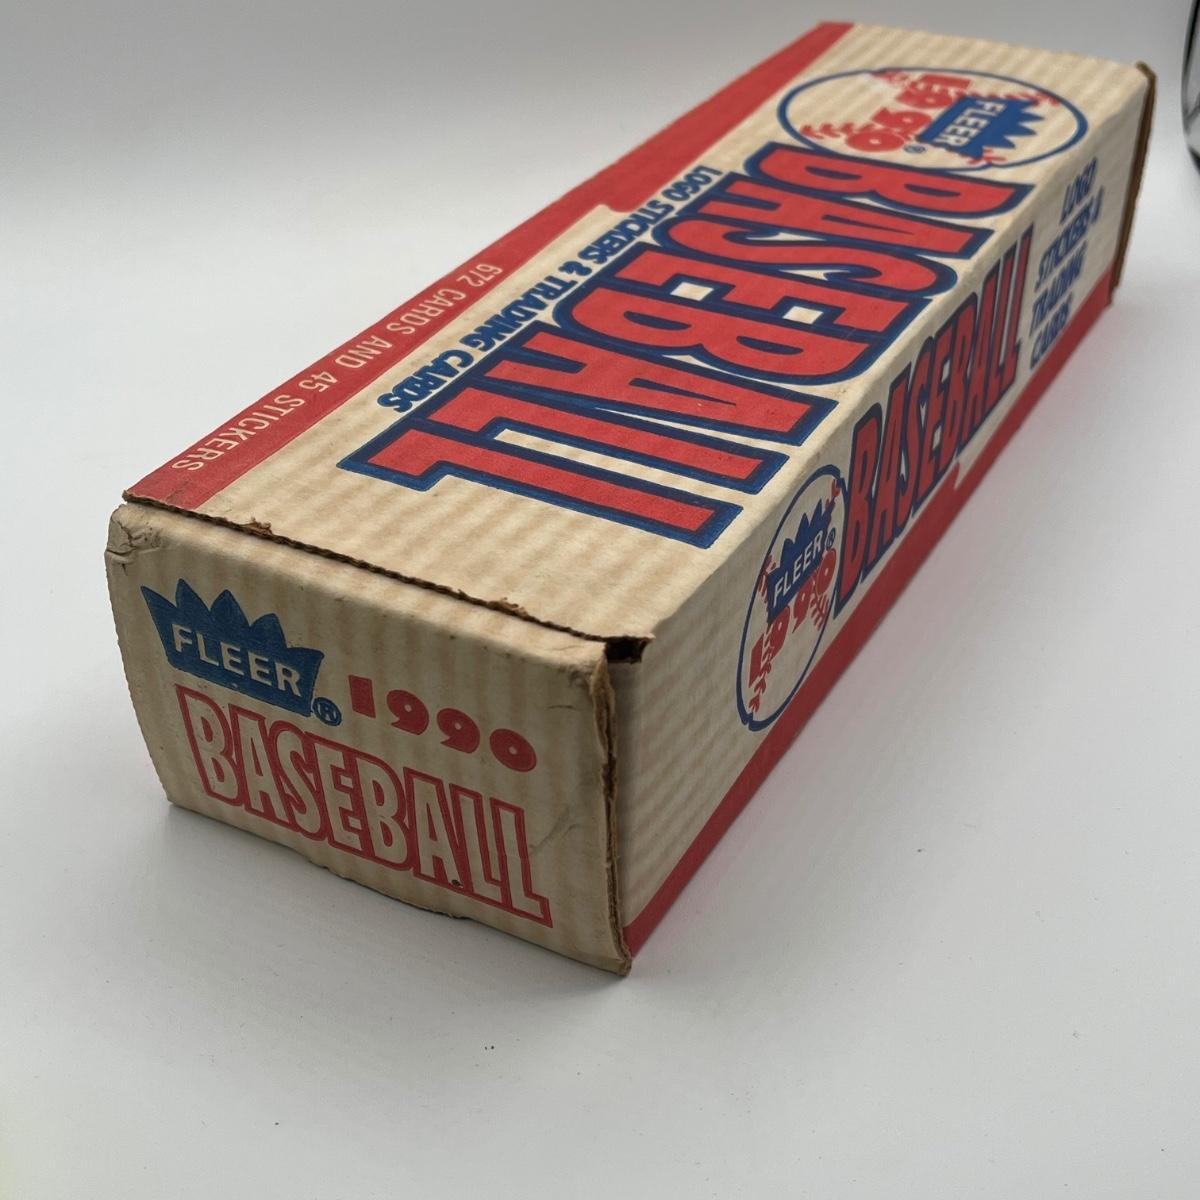 1990
FLEER
®
BASEBALL
LOGO STICKERS & TRADING CARDS
672 CARDS AND 45 STICKERS
FLEER ®
1990
BASEBALL
LOGO
STICKERS &
TRADING
CARDS
FLEER ® 1990
BASEBALL